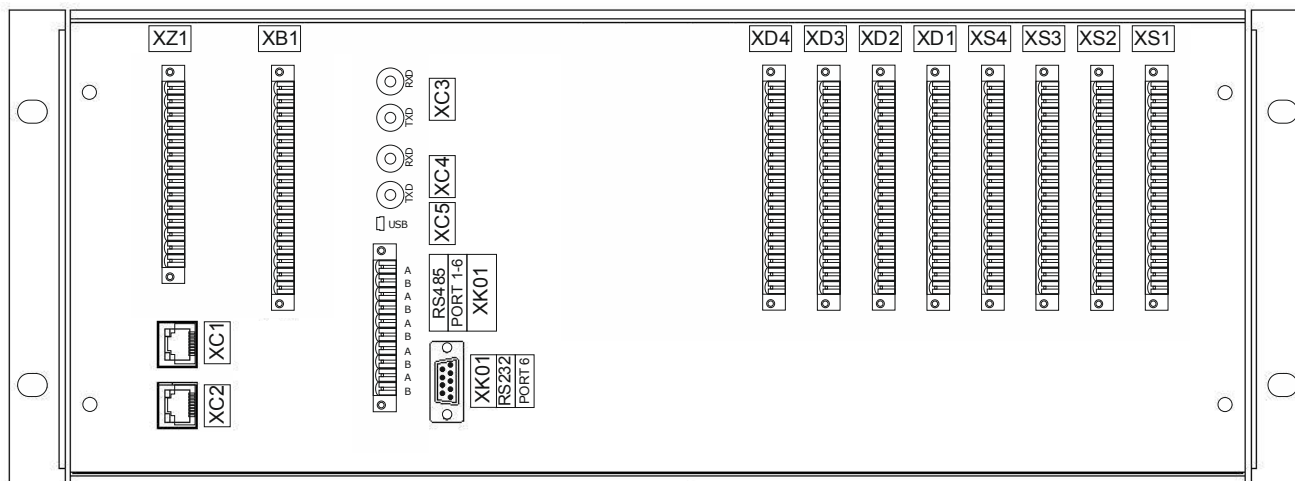 XZ1
XB1
XD4
XD3
XD2
XD1
XS4
XS3
XS2
XS1
RXD
TXD
XC3
RXD
TXD
XC4
USB
XC5
A
B
A
B
A
B
A
B
A
B
RS485
PORT 1-6
XK01
XC1
XC2
XK01
RS232
PORT 6